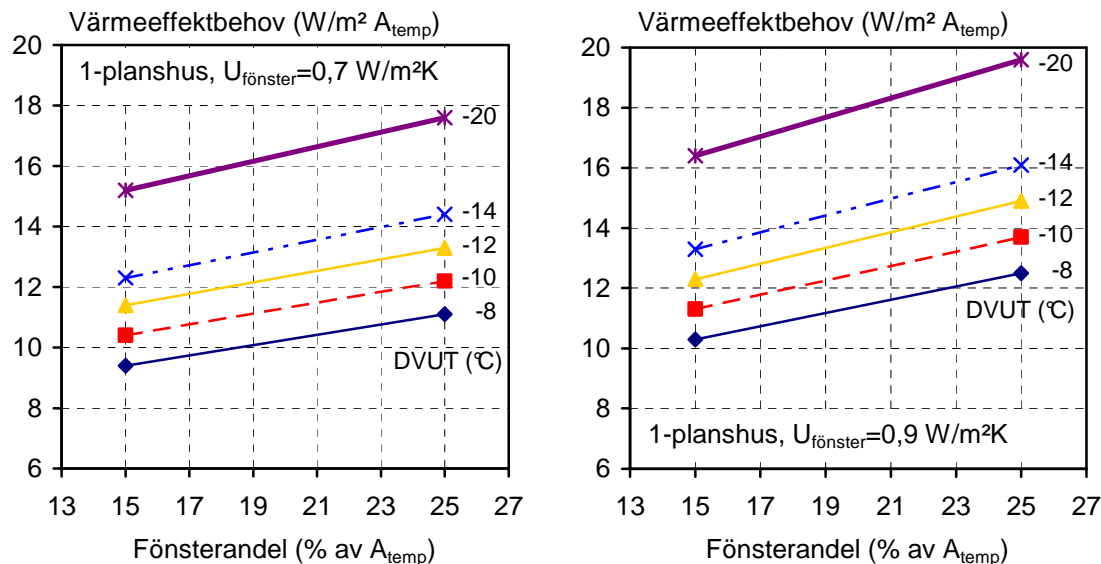 Värmeeffektbehov (W/m² Atemp)
20
18
16
14
12
10
8
6
1-planshus, Ufönster=0,7 W/m²K
-20
-14
-12
-10
-8
DVUT (°C)
13 15 17 19 21 23 25 27
Fönsterandel (% av Atemp)
Värmeeffektbehov (W/m² Atemp)
20
18
16
14
12
10
8
6
-20
-14
-12
-10
-8
DVUT (°C)
1-planshus, Ufönster=0,9 W/m²K
13 15 17 19 21 23 25 27
Fönsterandel (% av Atemp)